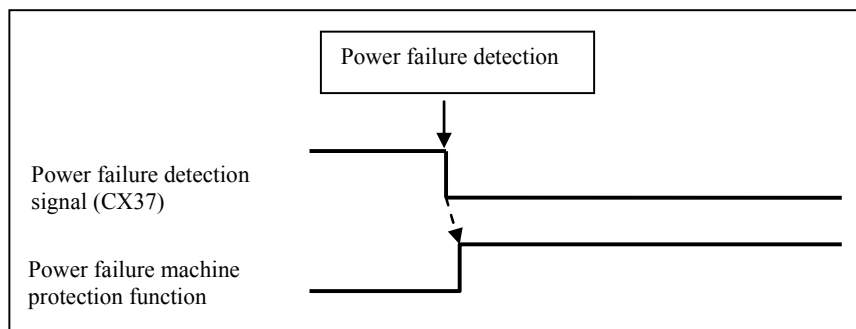 Power failure detection
Power failure detection
signal (CX37)
Power failure machine
protection function